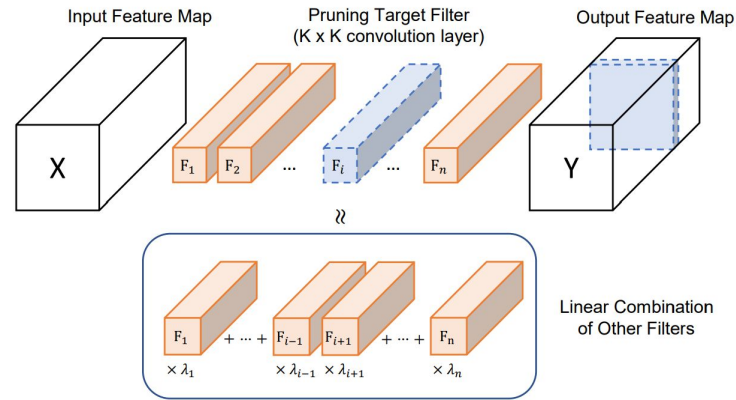 Input Feature Map
Pruning Target Filter
(K x K convolution layer)
Output Feature Map
X
F₁ F₂ ... Fᵢ ... Fₙ
Y
≈
F₁ + ⋯ + Fᵢ₋₁ Fᵢ₊₁ + ⋯ + Fₙ
× λ₁ × λᵢ₋₁ × λᵢ₊₁ × λₙ
Linear Combination
of Other Filters